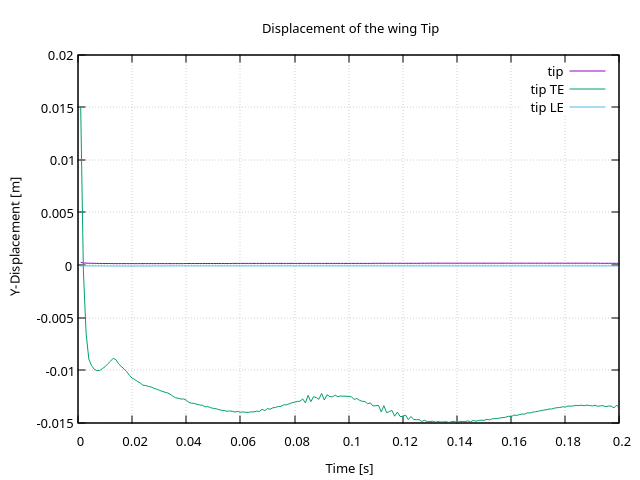 Displacement of the wing Tip
tip
tip TE
tip LE
0.02
0.015
0.01
0.005
0
-0.005
-0.01
-0.015
Y-Displacement [m]
0 0.02 0.04 0.06 0.08 0.1 0.12 0.14 0.16 0.18 0.2
Time [s]